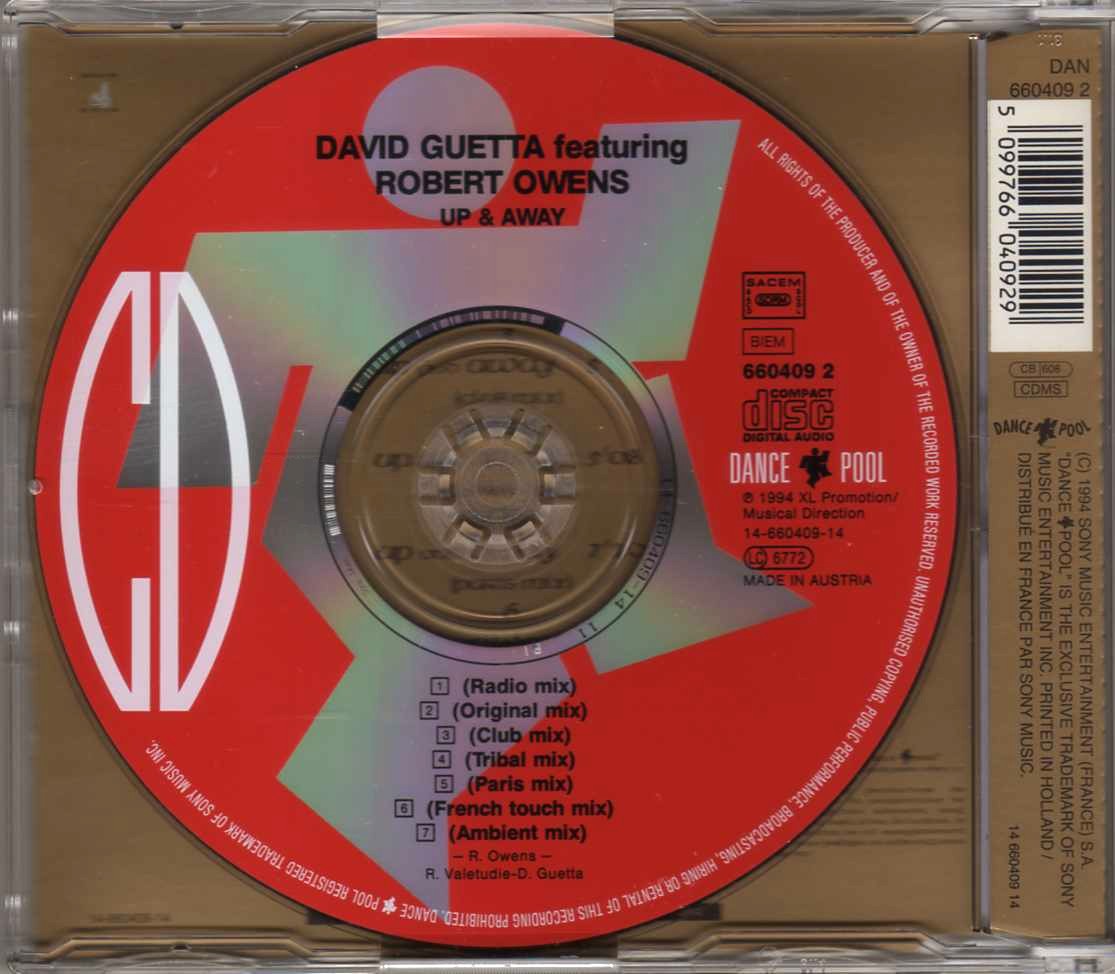 DAVID GUETTA featuring
ROBERT OWENS
UP & AWAY
CD
SACEM
SDRM
BIEM
660409 2
COMPACT
disc
DIGITAL AUDIO
DANCE POOL
℗ 1994 XL Promotion/
Musical Direction
14-660409-14
LC 6772
MADE IN AUSTRIA
1 (Radio mix)
2 (Original mix)
3 (Club mix)
4 (Tribal mix)
5 (Paris mix)
6 (French touch mix)
7 (Ambient mix)
– R. Owens –
R. Valetudie-D. Guetta
ALL RIGHTS OF THE PRODUCER AND OF THE OWNER OF THE RECORDED WORK RESERVED. UNAUTHORISED COPYING, PUBLIC PERFORMANCE, BROADCASTING, HIRING OR RENTAL OF THIS RECORDING PROHIBITED. DANCE POOL REGISTERED TRADEMARK OF SONY MUSIC INC.
14-660409-14
DAN
660409 2
5 099766 040929
CB 606
CDMS
DANCE POOL
(C) 1994 SONY MUSIC ENTERTAINMENT (FRANCE) S.A.
"DANCE POOL" IS THE EXCLUSIVE TRADEMARK OF SONY
MUSIC ENTERTAINMENT INC. PRINTED IN HOLLAND /
DISTRIBUÉ EN FRANCE PAR SONY MUSIC.
14 660409 14